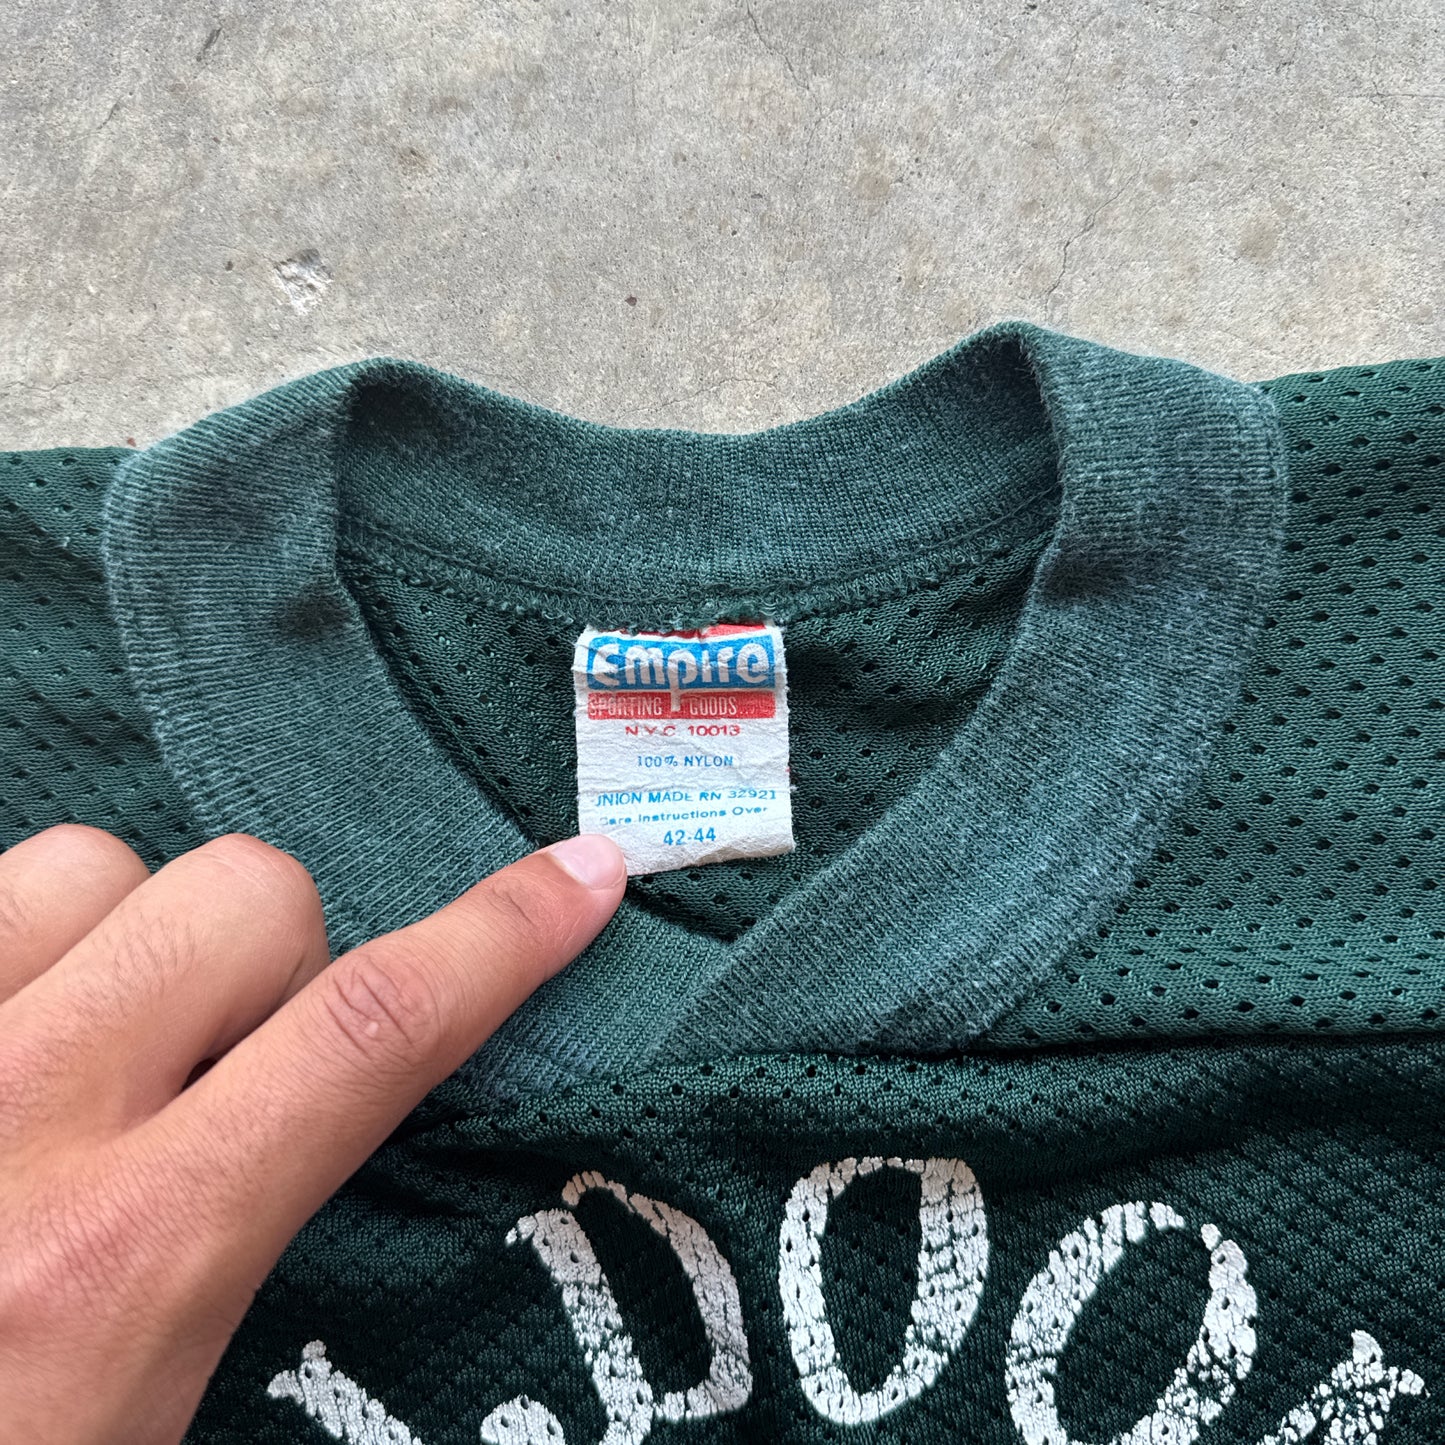 Empire
SPORTING GOODS
N.Y.C 10013
100% NYLON
UNION MADE RN 32921
Care Instructions Over
42-44